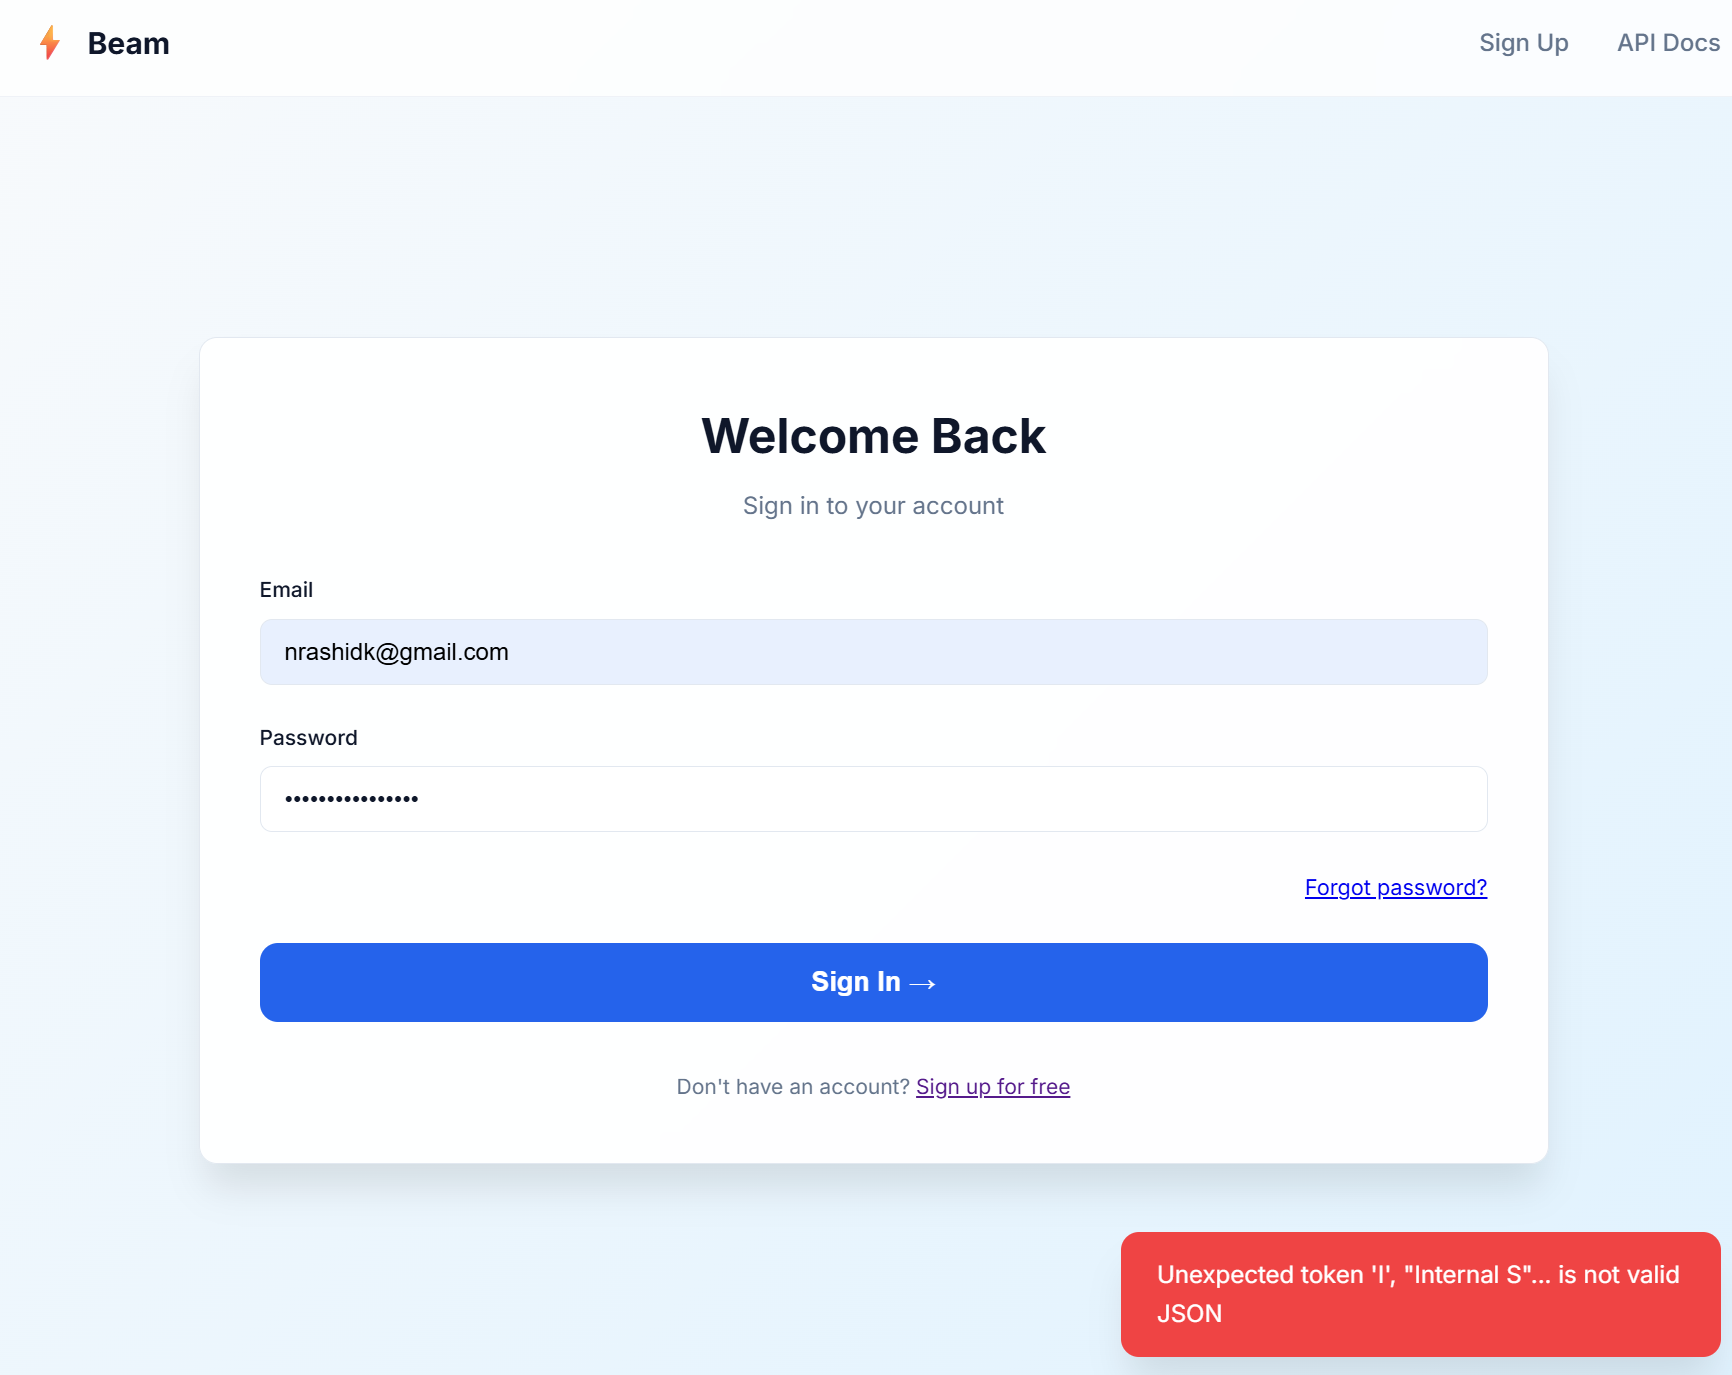 Beam
Sign Up
API Docs
Welcome Back
Sign in to your account
Email
nrashidk@gmail.com
Password
••••••••••••••••
Forgot password?
Sign In →
Don't have an account? Sign up for free
Unexpected token 'I', "Internal S"... is not valid
JSON